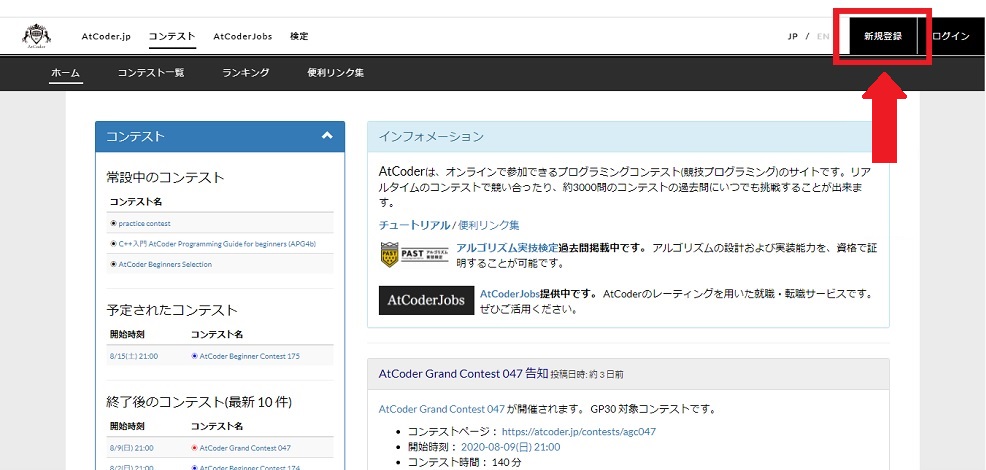 AtCoder
AtCoder.jp コンテスト AtCoderJobs 検定 JP / EN 新規登録 ログイン
ホーム コンテスト一覧 ランキング 便利リンク集
コンテスト
常設中のコンテスト
コンテスト名
practice contest
C++入門 AtCoder Programming Guide for beginners (APG4b)
AtCoder Beginners Selection
予定されたコンテスト
開始時刻 コンテスト名
8/15(土) 21:00 AtCoder Beginner Contest 175
終了後のコンテスト(最新 10 件)
開始時刻 コンテスト名
8/9(日) 21:00 AtCoder Grand Contest 047
8/2(日) 21:00 AtCoder Beginner Contest 174
インフォメーション
AtCoderは、オンラインで参加できるプログラミングコンテスト(競技プログラミング)のサイトです。リア
ルタイムのコンテストで競い合ったり、約3000問のコンテストの過去問にいつでも挑戦することが出来ま
す。
チュートリアル / 便利リンク集
PAST アルゴリズム実技検定
アルゴリズム実技検定過去問掲載中です。 アルゴリズムの設計および実装能力を、資格で証
明することが可能です。
AtCoderJobs
AtCoderJobs提供中です。 AtCoderのレーティングを用いた就職・転職サービスです。
ぜひご活用ください。
AtCoder Grand Contest 047 告知 投稿日時: 約 3 日前
AtCoder Grand Contest 047 が開催されます。 GP30 対象コンテストです。
コンテストページ： https://atcoder.jp/contests/agc047
開始時刻： 2020-08-09(日) 21:00
コンテスト時間： 140 分